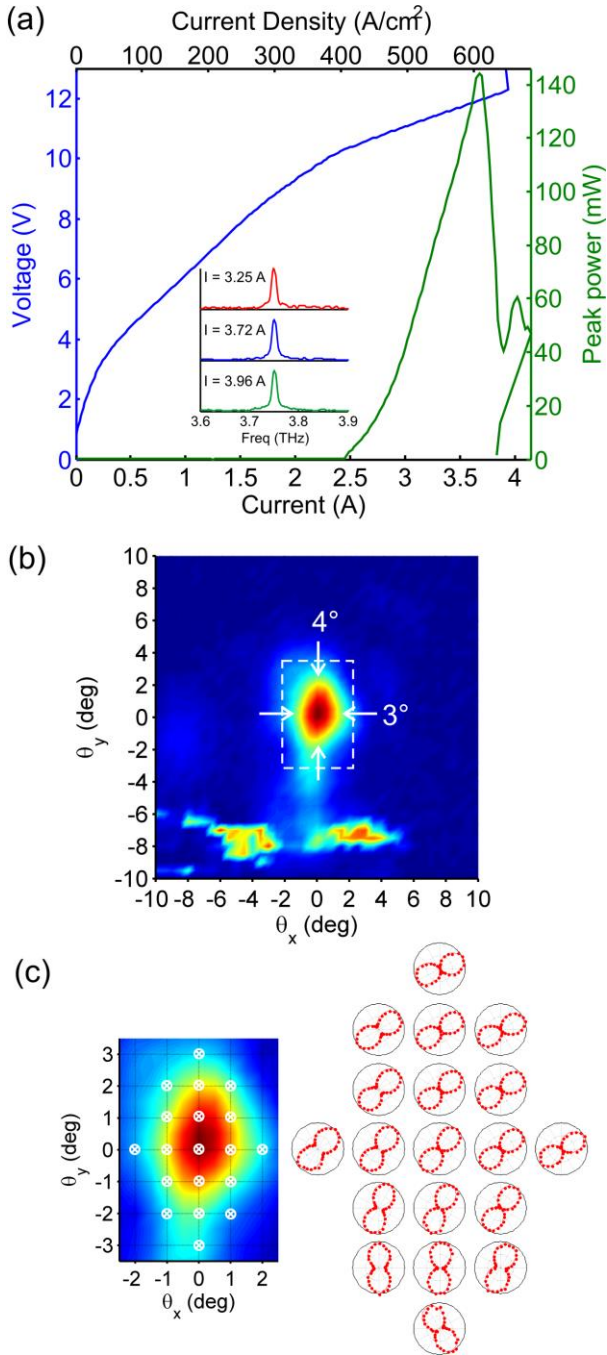 (a)
Current Density (A/cm²)
0 100 200 300 400 500 600
Voltage (V)
12
10
8
6
4
2
0
Peak power (mW)
140
120
100
80
60
40
20
0
I = 3.25 A
I = 3.72 A
I = 3.96 A
3.6 3.7 3.8 3.9
Freq (THz)
0 0.5 1 1.5 2 2.5 3 3.5 4
Current (A)
(b)
θy (deg)
10
8
6
4
2
0
-2
-4
-6
-8
-10
4°
3°
-10 -8 -6 -4 -2 0 2 4 6 8 10
θx (deg)
(c)
θy (deg)
3
2
1
0
-1
-2
-3
-2 -1 0 1 2
θx (deg)